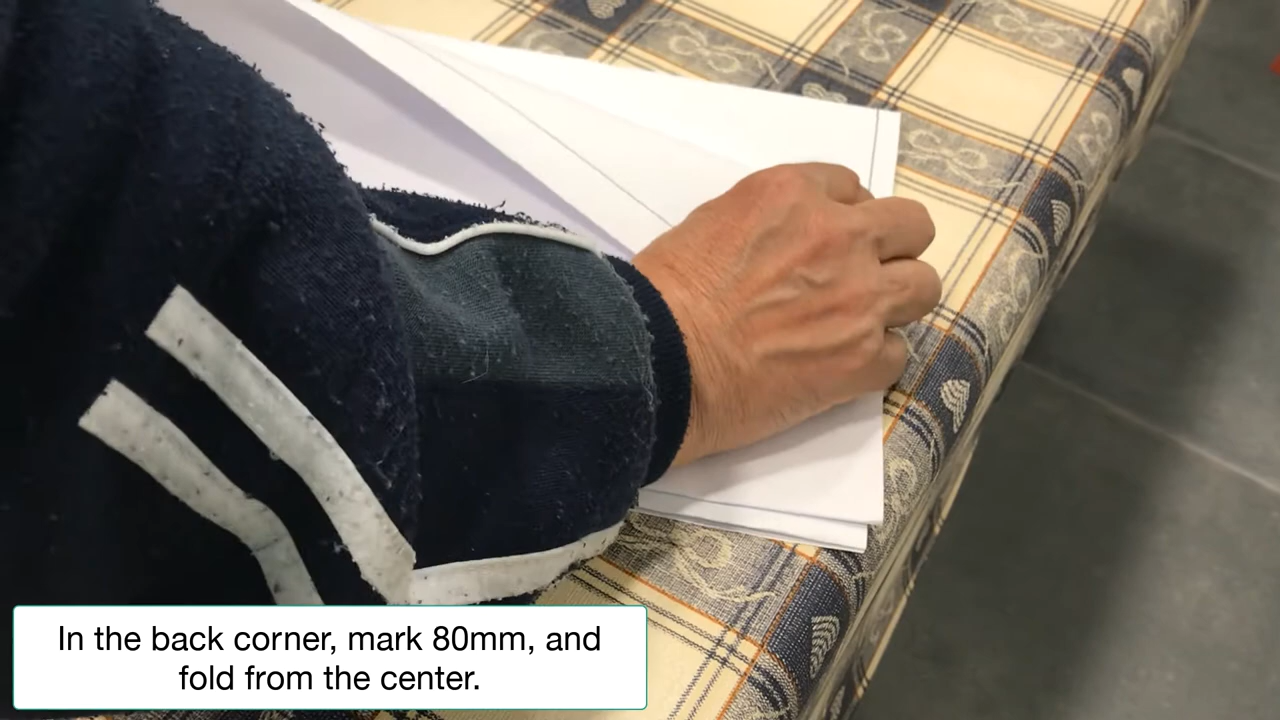 In the back corner, mark 80mm, and
fold from the center.